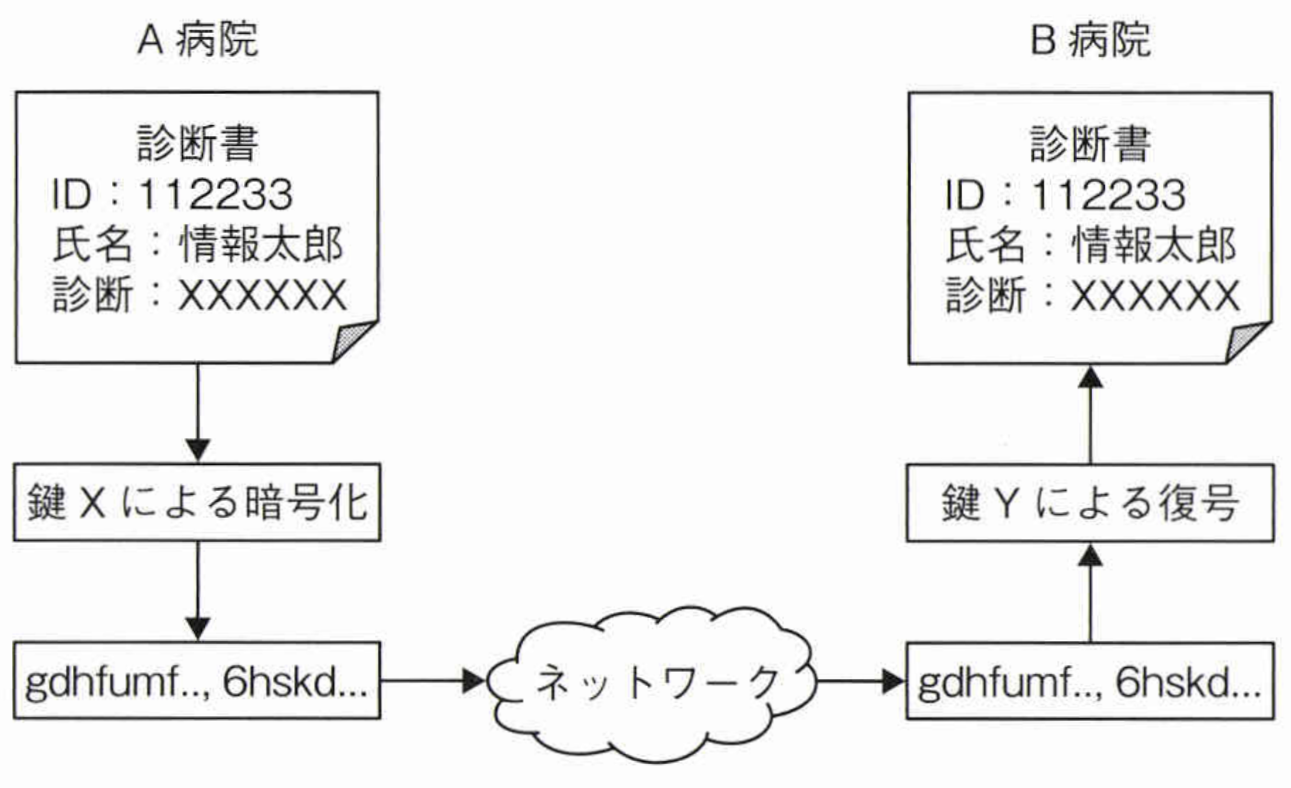 A 病院
診断書
ID：112233
氏名：情報太郎
診断：XXXXXX
鍵 X による暗号化
gdhfumf.., 6hskd...
ネットワーク
B 病院
診断書
ID：112233
氏名：情報太郎
診断：XXXXXX
鍵 Y による復号
gdhfumf.., 6hskd...